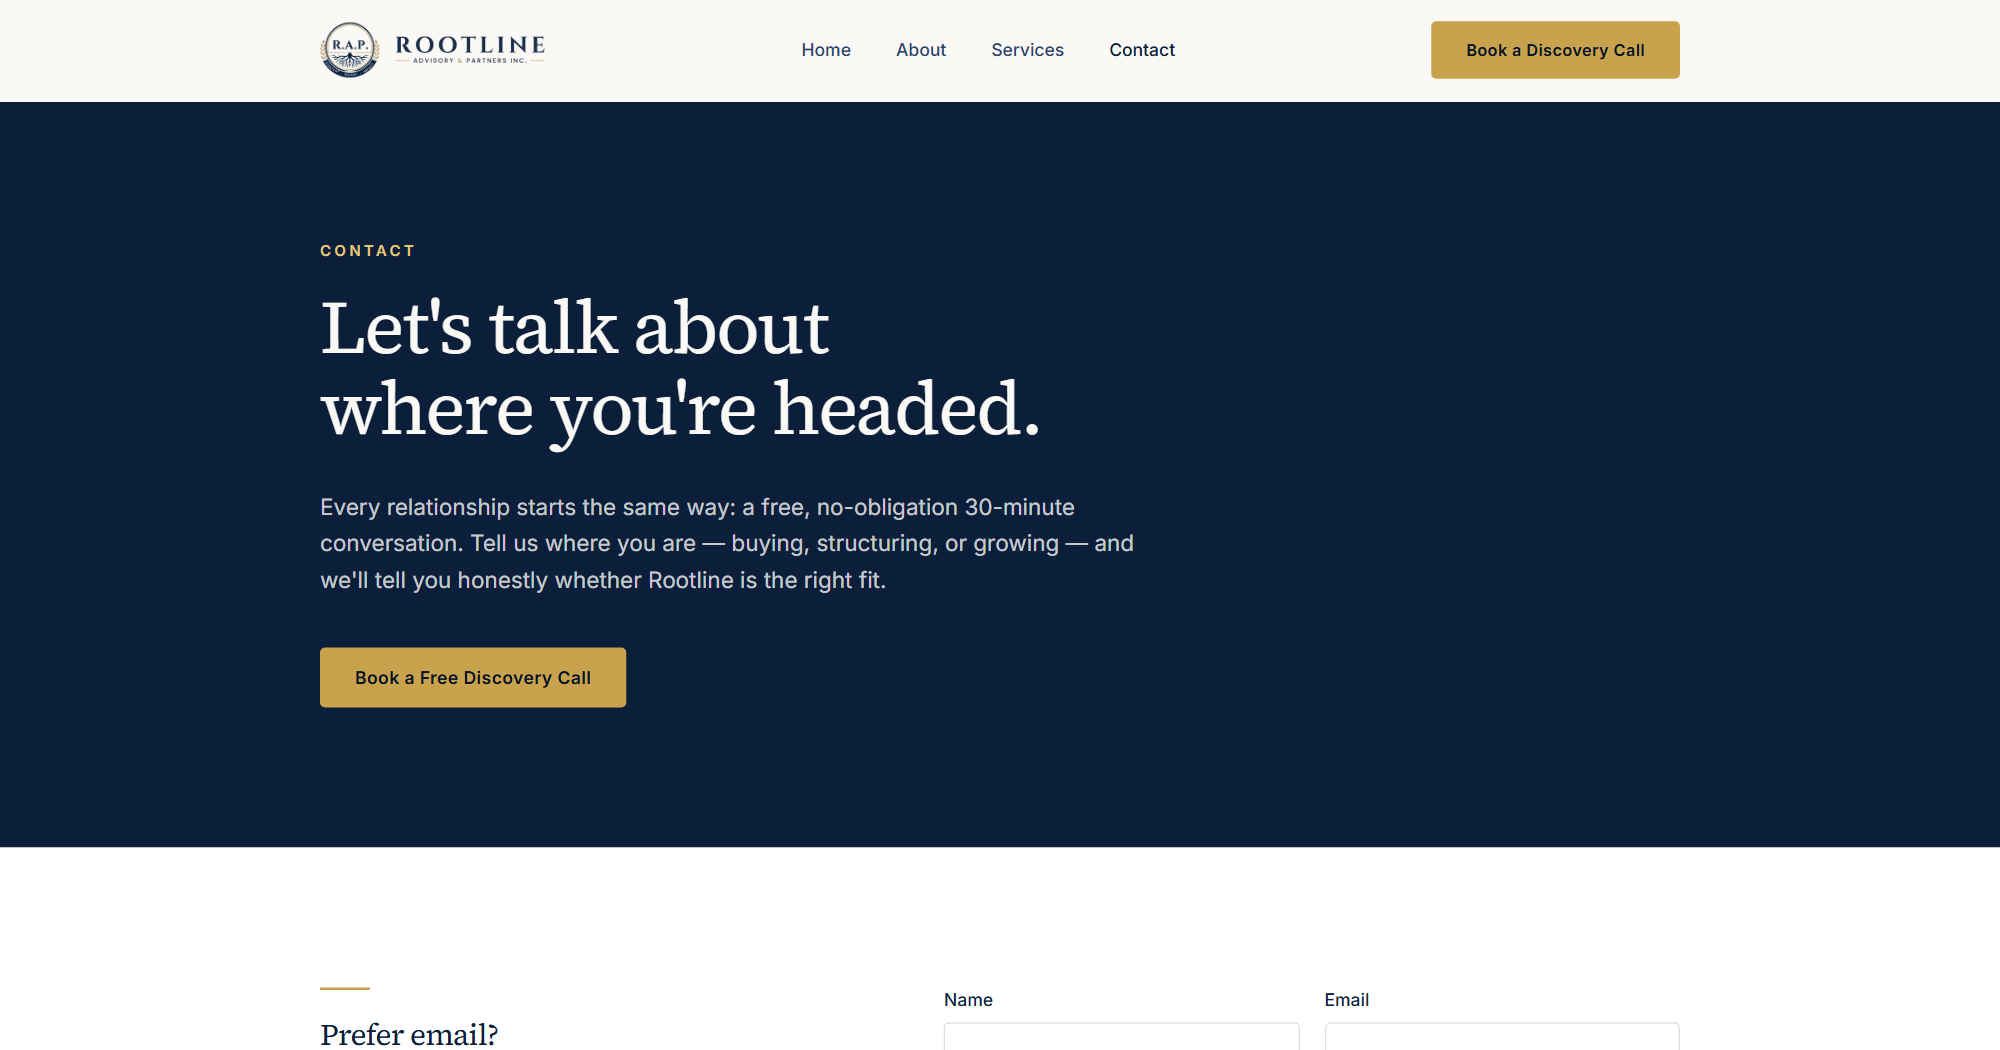 R.A.P.
ROOTLINE
ADVISORY & PARTNERS INC.
Home
About
Services
Contact
Book a Discovery Call
CONTACT
Let's talk about
where you're headed.
Every relationship starts the same way: a free, no-obligation 30-minute
conversation. Tell us where you are — buying, structuring, or growing — and
we'll tell you honestly whether Rootline is the right fit.
Book a Free Discovery Call
Prefer email?
Name
Email